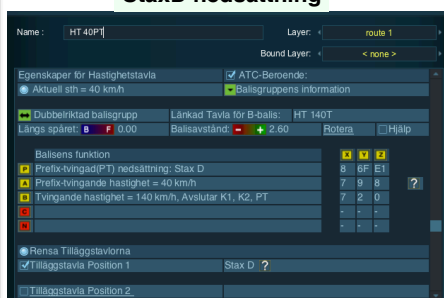 StaxD nedsättning
Name : HT 40PT Layer: route 1
Bound Layer: < none >
Egenskaper för Hastighetstavla ATC-Beroende:
Aktuell sth = 40 km/h Balisgruppens information
Dubbelriktad balisgrupp Länkad Tavla för B-balis: HT 140T
Längs spåret: B F 0.00 Balisavstånd: - + 2.60 Rotera Hjälp
Balisens funktion X Y Z
P Prefix-tvingad(PT) nedsättning: Stax D 8 6F E1
A Prefix-tvingande hastighet = 40 km/h 7 9 8 ?
B Tvingande hastighet = 140 km/h, Avslutar K1, K2, PT 7 2 0
C - - -
N - - -
Rensa Tilläggstavlorna
Tilläggstavla Position 1 Stax D ?
Tilläggstavla Position 2